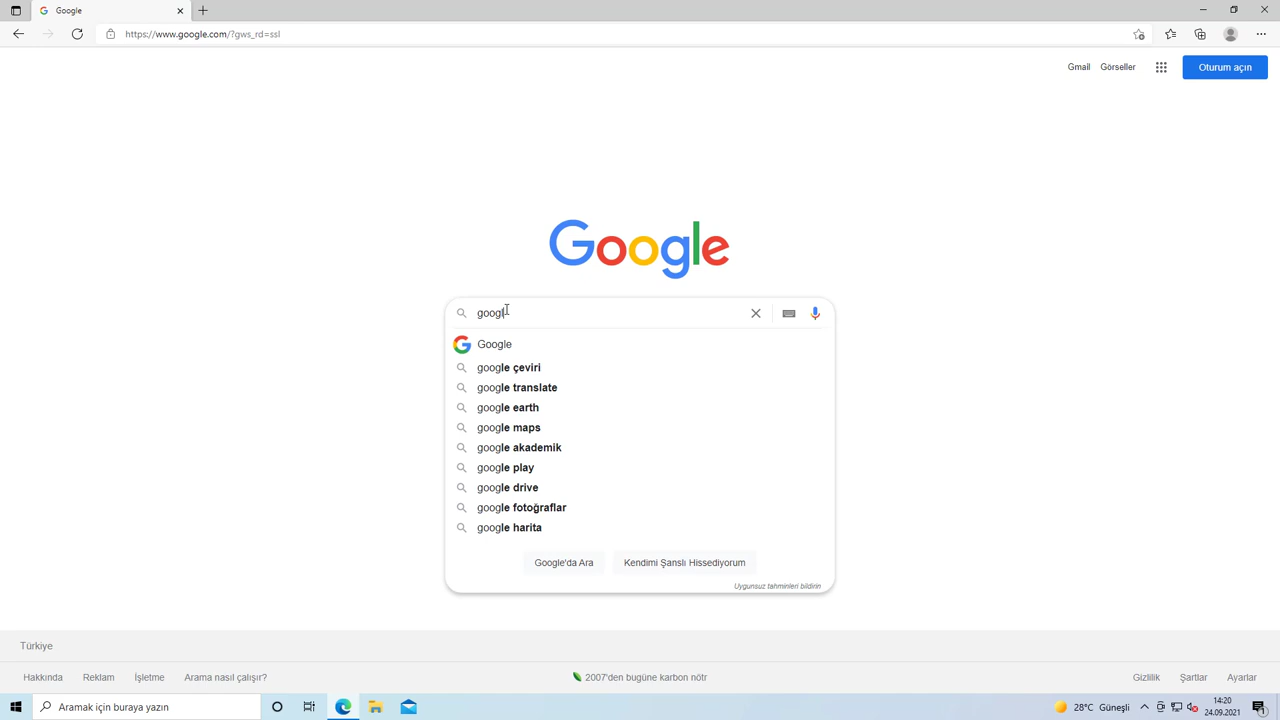 Google
https://www.google.com/?gws_rd=ssl
Gmail Görseller Oturum açın
Google
googl
Google
google çeviri
google translate
google earth
google maps
google akademik
google play
google drive
google fotoğraflar
google harita
Google'da Ara Kendimi Şanslı Hissediyorum
Uygunsuz tahminleri bildirin
Türkiye
Hakkında Reklam İşletme Arama nasıl çalışır? 2007'den bugüne karbon nötr Gizlilik Şartlar Ayarlar
Aramak için buraya yazın 28°C Güneşli 14:20
24.09.2021 1